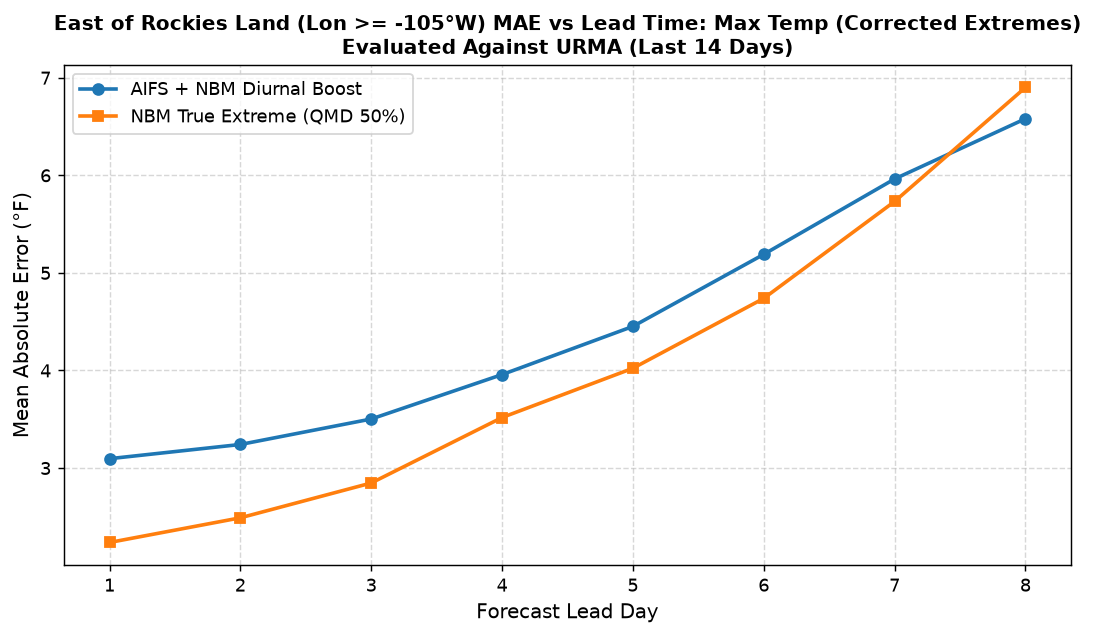 East of Rockies Land (Lon >= -105°W) MAE vs Lead Time: Max Temp (Corrected Extremes)
Evaluated Against URMA (Last 14 Days)
AIFS + NBM Diurnal Boost
NBM True Extreme (QMD 50%)
Mean Absolute Error (°F)
7
6
5
4
3
1 2 3 4 5 6 7 8
Forecast Lead Day